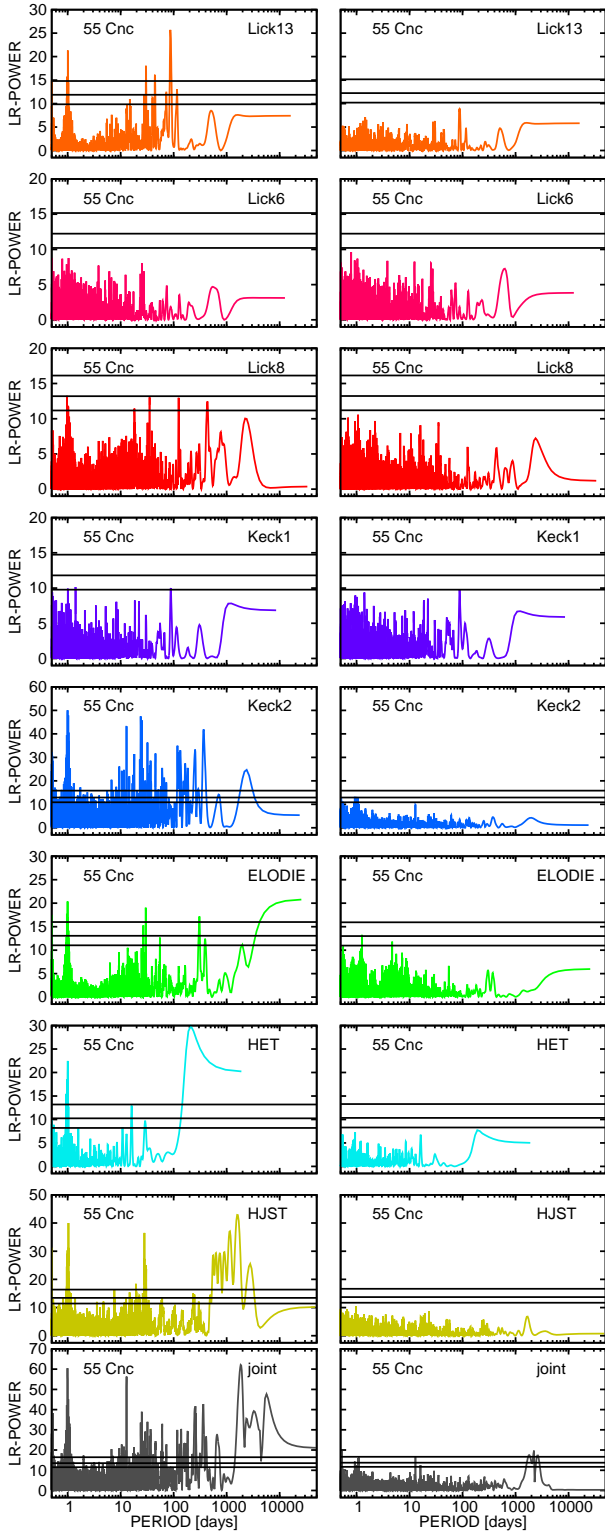 30 55 Cnc Lick13 55 Cnc Lick13
25
20
LR-POWER
15
10
5
0
20 55 Cnc Lick6 55 Cnc Lick6
15
LR-POWER
10
5
0
20 55 Cnc Lick8 55 Cnc Lick8
15
LR-POWER
10
5
0
20 55 Cnc Keck1 55 Cnc Keck1
15
LR-POWER
10
5
0
60 55 Cnc Keck2 55 Cnc Keck2
50
40
LR-POWER
30
20
10
0
30 55 Cnc ELODIE 55 Cnc ELODIE
25
20
LR-POWER
15
10
5
0
30 55 Cnc HET 55 Cnc HET
25
20
LR-POWER
15
10
5
0
50 55 Cnc HJST 55 Cnc HJST
40
30
LR-POWER
20
10
0
70 55 Cnc joint 55 Cnc joint
60
50
40
LR-POWER
30
20
10
0
1 10 100 1000 10000 1 10 100 1000 10000
PERIOD [days] PERIOD [days]